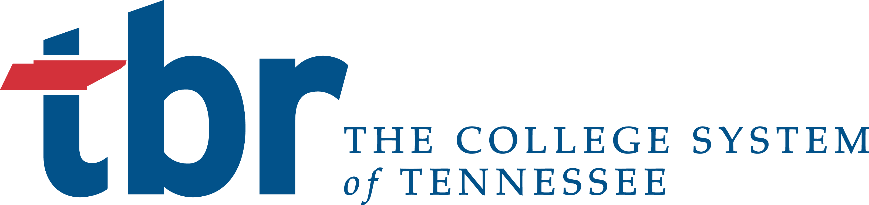 tbr
THE COLLEGE SYSTEM
of TENNESSEE